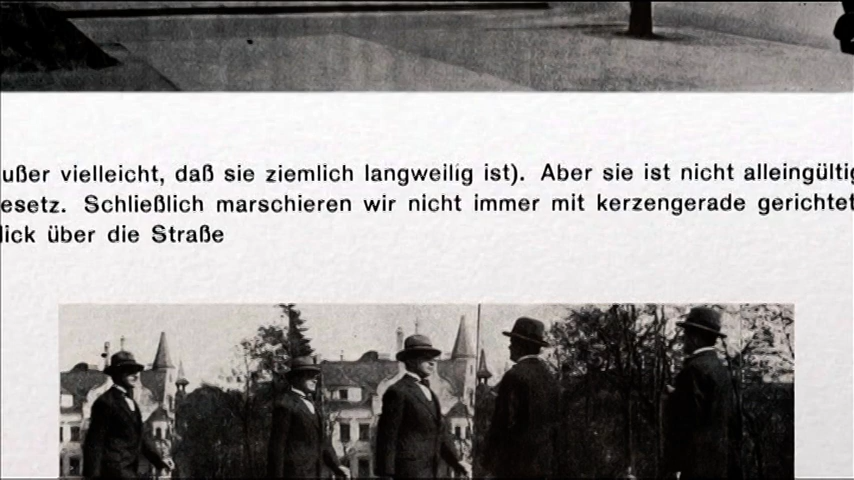 ußer vielleicht, daß sie ziemlich langweilig ist). Aber sie ist nicht alleingültig
esetz. Schließlich marschieren wir nicht immer mit kerzengerade gerichtet
lick über die Straße